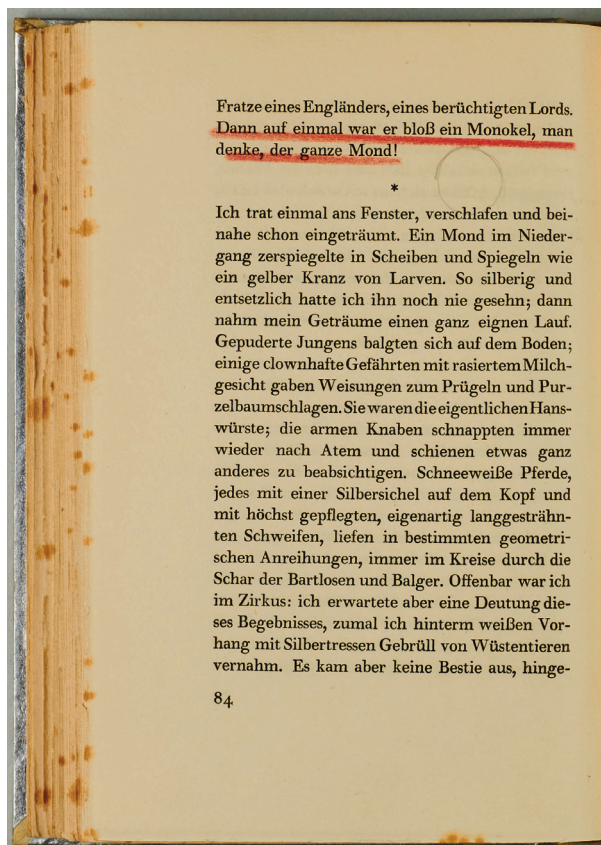 Fratze eines Engländers, eines berüchtigten Lords.
Dann auf einmal war er bloß ein Monokel, man
denke, der ganze Mond!
*
Ich trat einmal ans Fenster, verschlafen und bei-
nahe schon eingeträumt. Ein Mond im Nieder-
gang zerspiegelte in Scheiben und Spiegeln wie
ein gelber Kranz von Larven. So silberig und
entsetzlich hatte ich ihn noch nie gesehn; dann
nahm mein Geträume einen ganz eignen Lauf.
Gepuderte Jungens balgten sich auf dem Boden;
einige clownhafte Gefährten mit rasiertem Milch-
gesicht gaben Weisungen zum Prügeln und Pur-
zelbaumschlagen. Sie waren die eigentlichen Hans-
würste; die armen Knaben schnappten immer
wieder nach Atem und schienen etwas ganz
anderes zu beabsichtigen. Schneeweiße Pferde,
jedes mit einer Silbersichel auf dem Kopf und
mit höchst gepflegten, eigenartig langgesträhn-
ten Schweifen, liefen in bestimmten geometri-
schen Anreihungen, immer im Kreise durch die
Schar der Bartlosen und Balger. Offenbar war ich
im Zirkus: ich erwartete aber eine Deutung die-
ses Begebnisses, zumal ich hinterm weißen Vor-
hang mit Silbertressen Gebrüll von Wüstentieren
vernahm. Es kam aber keine Bestie aus, hinge-
84